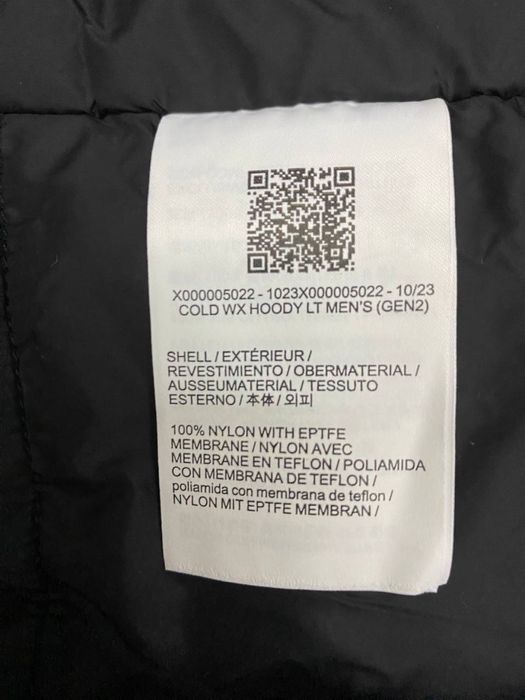 X000005022 - 1023X000005022 - 10/23
COLD WX HOODY LT MEN'S (GEN2)
SHELL / EXTÉRIEUR /
REVESTIMIENTO / OBERMATERIAL /
AUSSEUMATERIAL / TESSUTO
ESTERNO / 本体 / 외피
100% NYLON WITH EPTFE
MEMBRANE / NYLON AVEC
MEMBRANE EN TEFLON / POLIAMIDA
CON MEMBRANA DE TEFLON /
poliamida con membrana de teflon /
NYLON MIT EPTFE MEMBRAN /